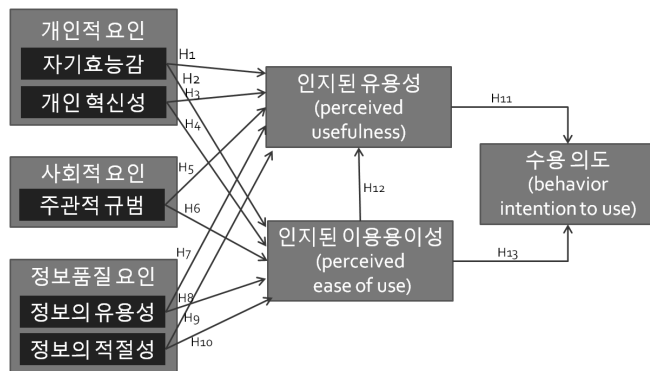 개인적 요인
자기효능감
개인 혁신성
사회적 요인
주관적 규범
정보품질 요인
정보의 유용성
정보의 적절성
H1
H2
H3
H4
H5
H6
H7
H8
H9
H10
인지된 유용성
(perceived
usefulness)
H12
인지된 이용용이성
(perceived
ease of use)
H11
H13
수용 의도
(behavior
intention to use)